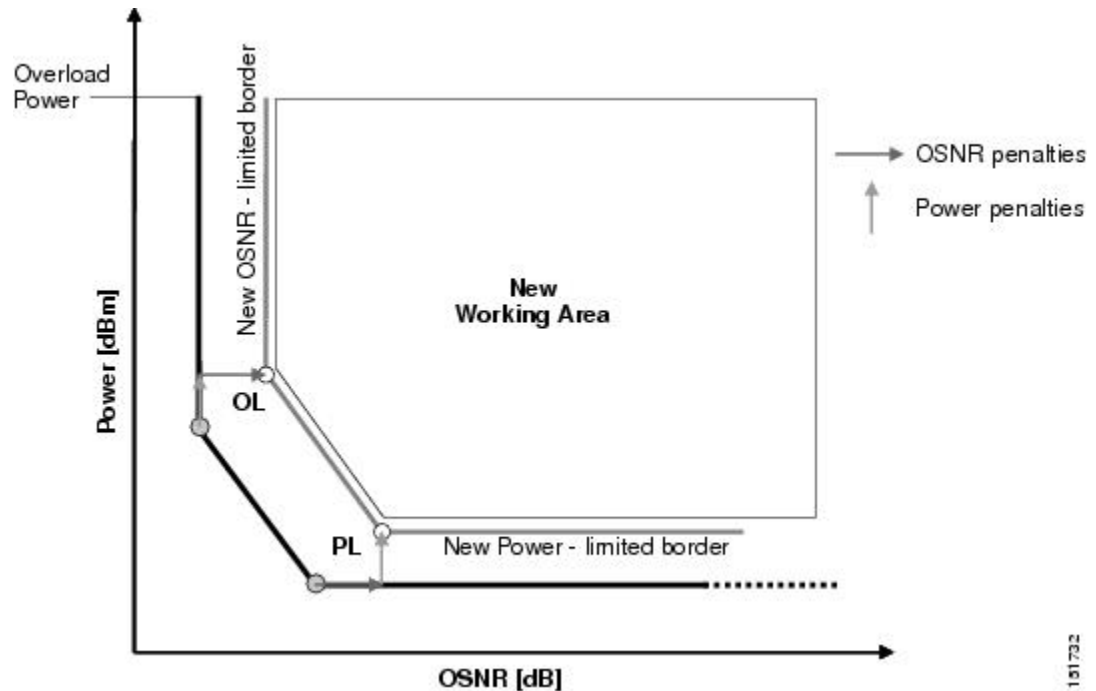 Overload
Power
New OSNR - limited border
OSNR penalties
Power penalties
New
Working Area
Power [dBm]
OL
PL
New Power - limited border
OSNR [dB]
151732